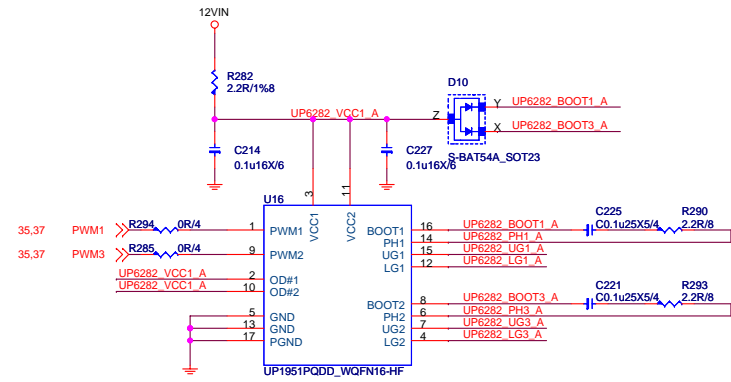 12VIN
R282
2.2R/1%8
D10
UP6282_VCC1_A
Z
Y UP6282_BOOT1_A
X UP6282_BOOT3_A
C214
0.1u16X/6
C227
0.1u16X/6
S-BAT54A_SOT23
U16
3
11
VCC1
VCC2
35,37 PWM1 R294 0R/4 1 PWM1
35,37 PWM3 R285 0R/4 9 PWM2
UP6282_VCC1_A 2 OD#1
UP6282_VCC1_A 10 OD#2
5 GND
13 GND
17 PGND
BOOT1 16 UP6282_BOOT1_A
PH1 14 UP6282_PH1_A
UG1 15 UP6282_UG1_A
LG1 12 UP6282_LG1_A
C225
C0.1u25X5/4
R290
2.2R/8
BOOT2 8 UP6282_BOOT3_A
PH2 6 UP6282_PH3_A
UG2 7 UP6282_UG3_A
LG2 4 UP6282_LG3_A
C221
C0.1u25X5/4
R293
2.2R/8
UP1951PQDD_WQFN16-HF